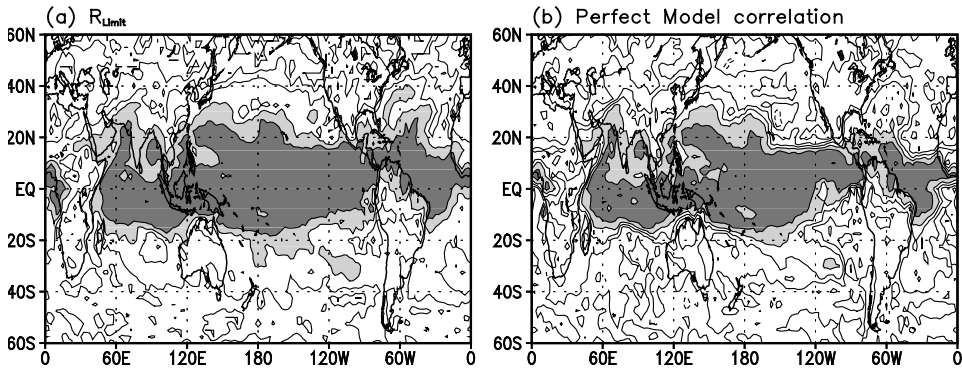 (a) R_Limit
(b) Perfect Model correlation
60N
40N
20N
EQ
20S
40S
60S
0 60E 120E 180 120W 60W 0
60N
40N
20N
EQ
20S
40S
60S
0 60E 120E 180 120W 60W 0